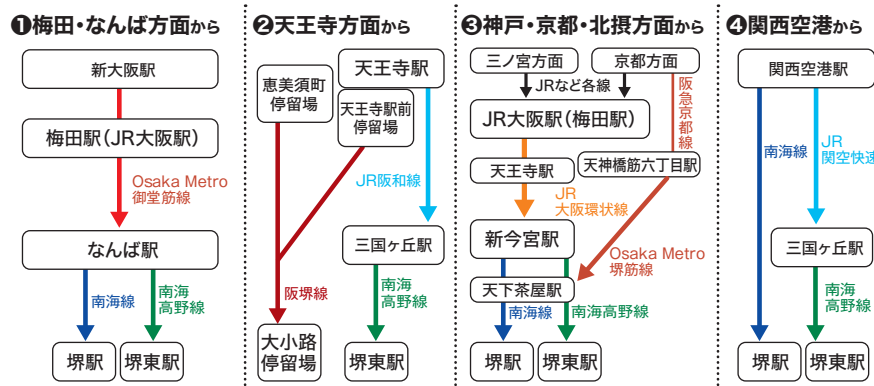 ❶梅田・なんば方面から
新大阪駅
梅田駅(JR大阪駅)
Osaka Metro
御堂筋線
なんば駅
南海線
南海
高野線
堺駅
堺東駅
❷天王寺方面から
恵美須町
停留場
天王寺駅
天王寺駅前
停留場
JR阪和線
三国ヶ丘駅
阪堺線
南海
高野線
大小路
停留場
堺東駅
❸神戸・京都・北摂方面から
三ノ宮方面
京都方面
JRなど各線
阪急京都線
JR大阪駅(梅田駅)
天王寺駅
天神橋筋六丁目駅
JR
大阪環状線
新今宮駅
Osaka Metro
堺筋線
天下茶屋駅
南海線
南海高野線
堺駅
堺東駅
❹関西空港から
関西空港駅
南海線
JR
関空快速
三国ヶ丘駅
南海
高野線
堺駅
堺東駅